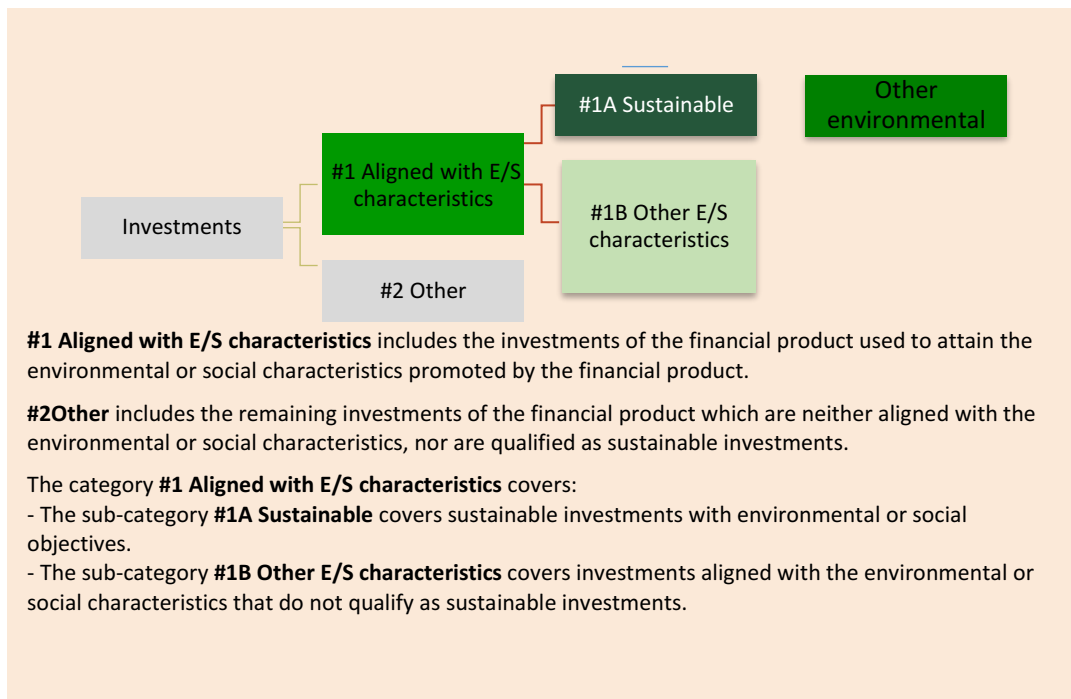 #1A Sustainable
Other
environmental
#1 Aligned with E/S
characteristics
#1B Other E/S
characteristics
Investments
#2 Other
#1 Aligned with E/S characteristics includes the investments of the financial product used to attain the
environmental or social characteristics promoted by the financial product.
#2Other includes the remaining investments of the financial product which are neither aligned with the
environmental or social characteristics, nor are qualified as sustainable investments.
The category #1 Aligned with E/S characteristics covers:
- The sub-category #1A Sustainable covers sustainable investments with environmental or social
objectives.
- The sub-category #1B Other E/S characteristics covers investments aligned with the environmental or
social characteristics that do not qualify as sustainable investments.